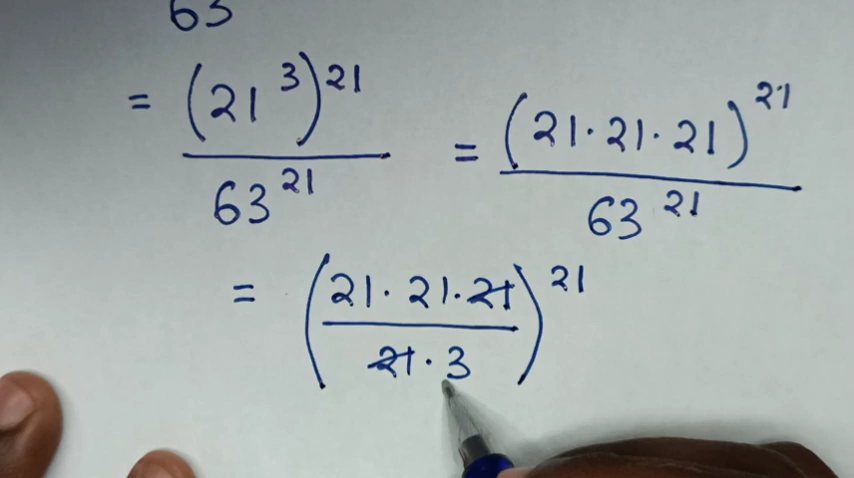 63
= (21³)²¹ / 63²¹ = (21·21·21)²¹ / 63²¹
= (21·21·21 / 21·3)²¹